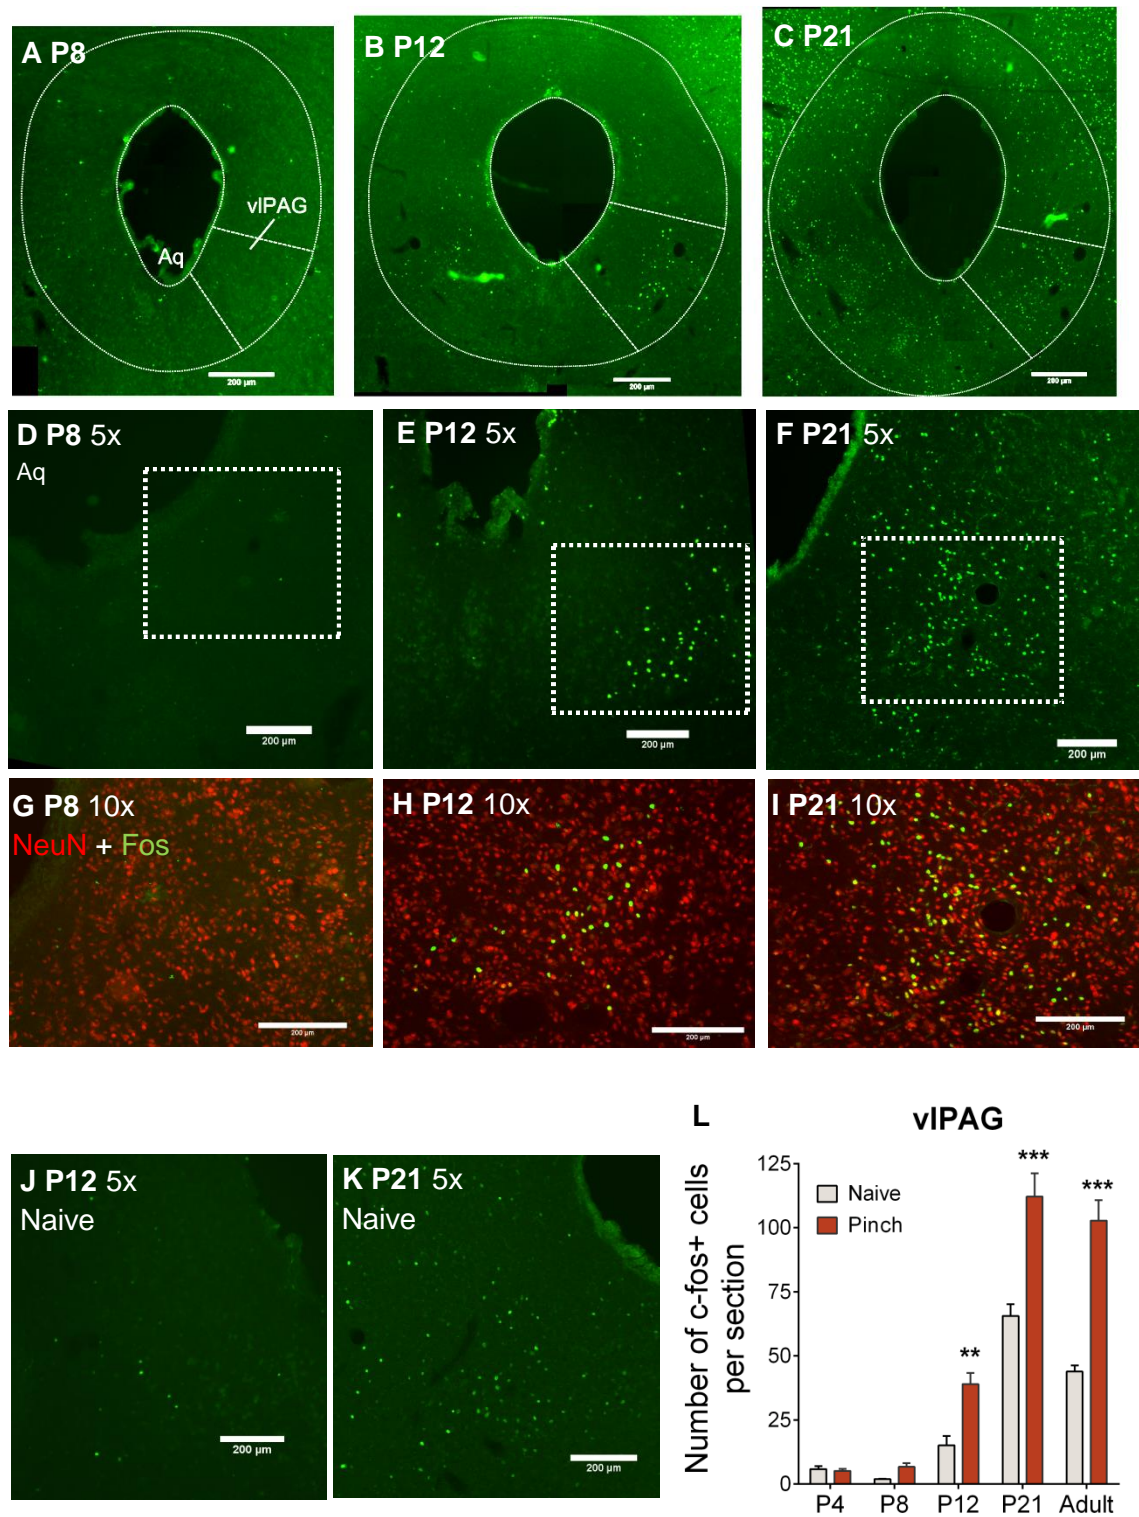 A P8
vlPAG
Aq
200 µm
B P12
200 µm
C P21
200 µm
D P8 5x
Aq
200 µm
E P12 5x
200 µm
F P21 5x
200 µm
G P8 10x
NeuN + Fos
200 µm
H P12 10x
200 µm
I P21 10x
200 µm
J P12 5x
Naive
200 µm
K P21 5x
Naive
200 µm
L
vlPAG
Number of c-fos+ cells
per section
125
100
75
50
25
0
Naive
Pinch
**
***
***
P4
P8
P12
P21
Adult